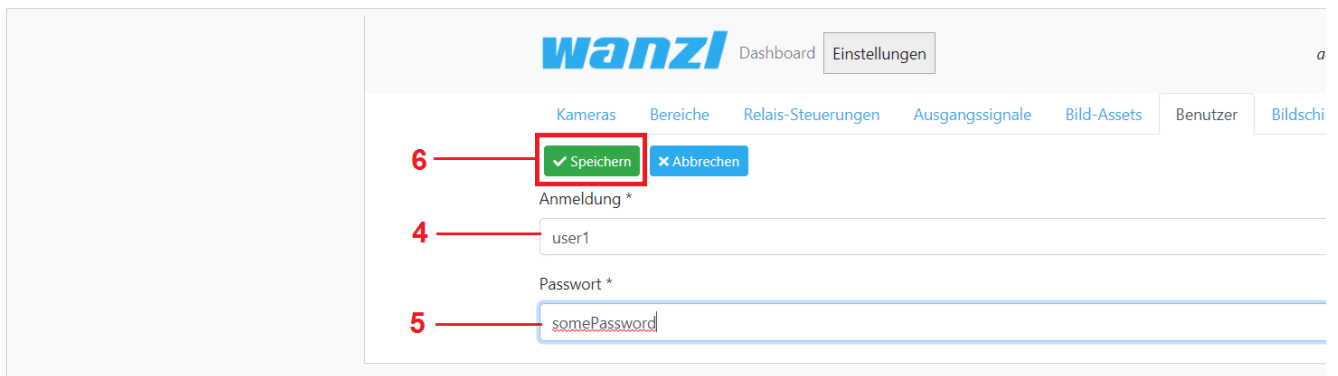 wanzl Dashboard Einstellungen a
Kameras Bereiche Relais-Steuerungen Ausgangssignale Bild-Assets Benutzer Bildschi
6 Speichern Abbrechen
Anmeldung *
4 user1
Passwort *
5 somePassword